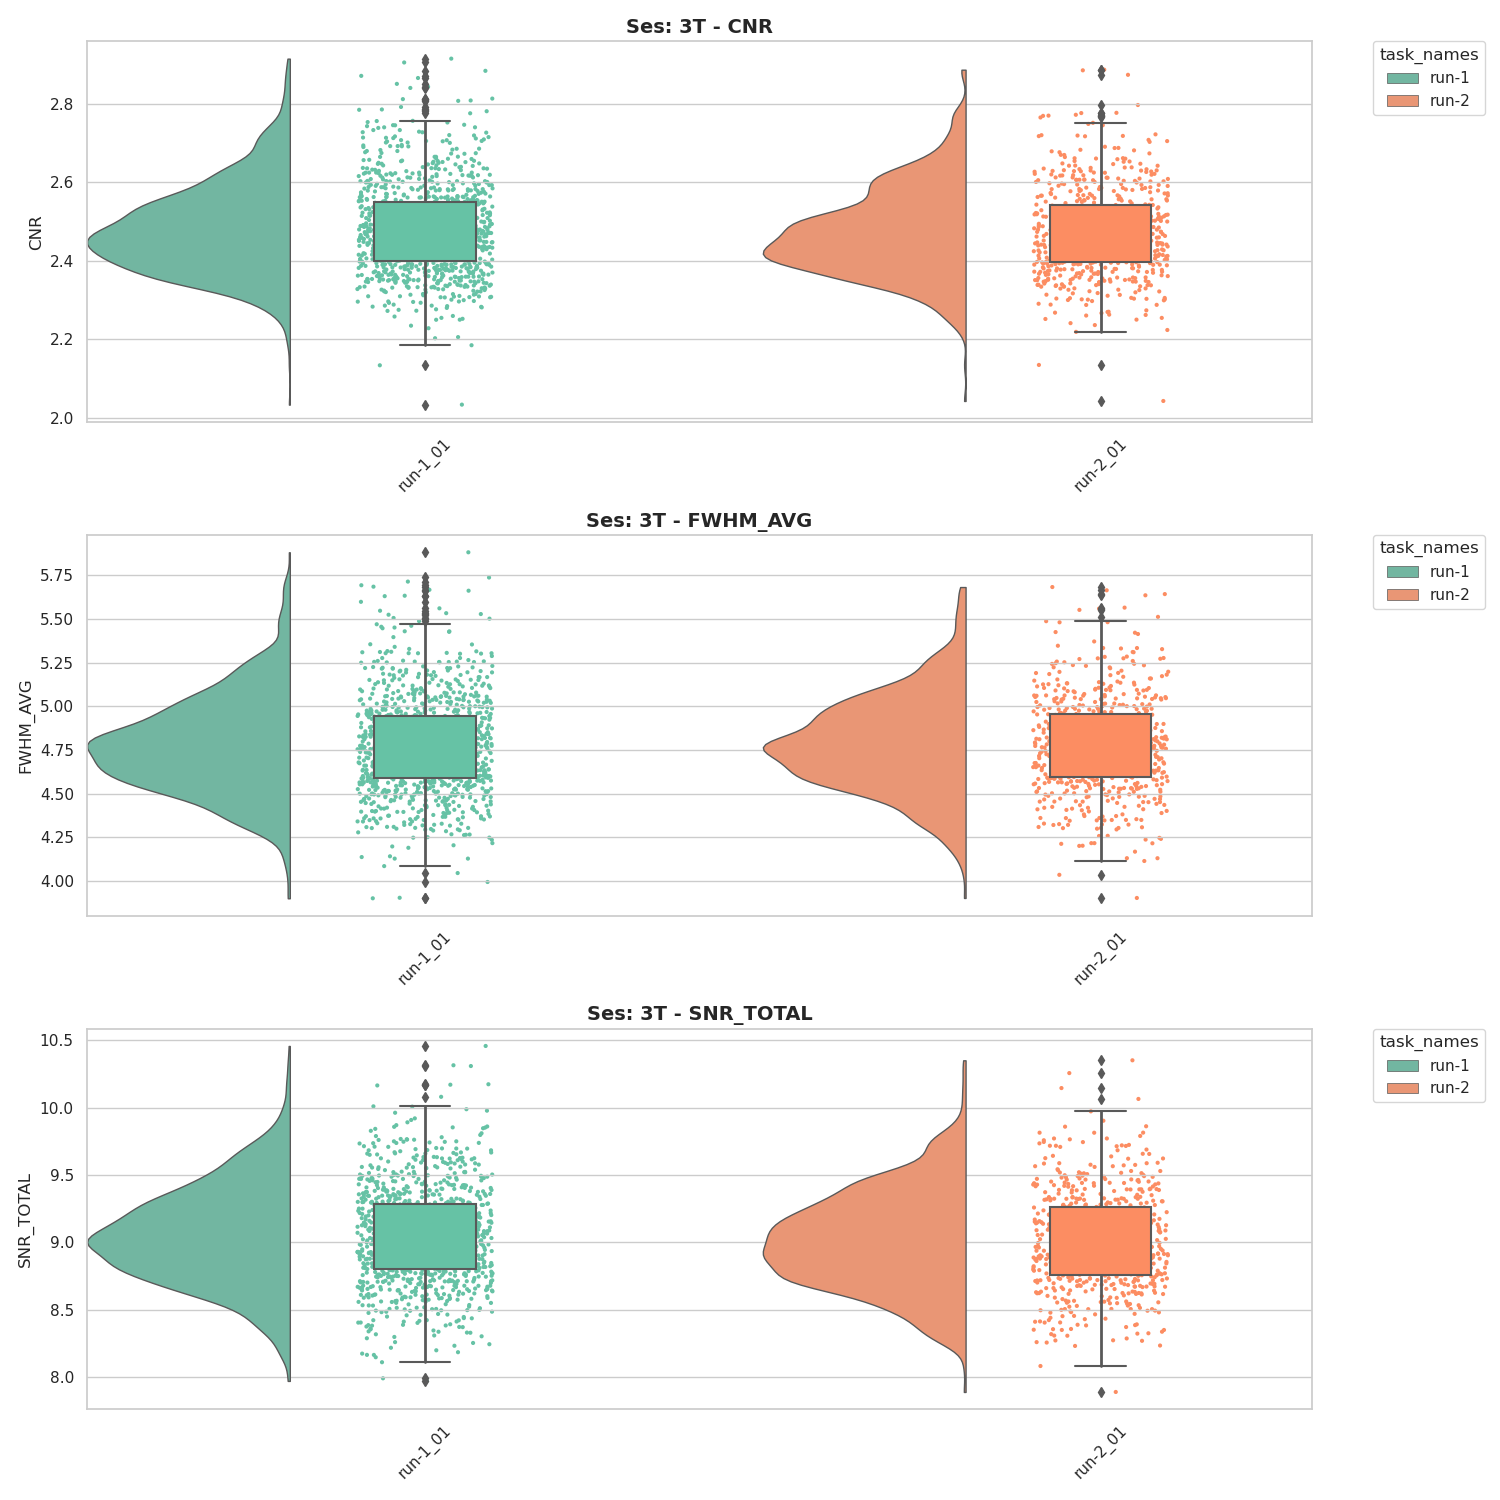 Ses: 3T - CNR
task_names
run-1
run-2
2.8
2.6
2.4
2.2
2.0
CNR
run-1_01
run-2_01
Ses: 3T - FWHM_AVG
task_names
run-1
run-2
5.75
5.50
5.25
5.00
4.75
4.50
4.25
4.00
FWHM_AVG
run-1_01
run-2_01
Ses: 3T - SNR_TOTAL
task_names
run-1
run-2
10.5
10.0
9.5
9.0
8.5
8.0
SNR_TOTAL
run-1_01
run-2_01